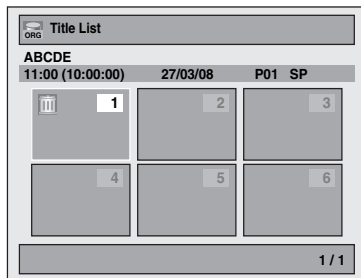 ORG Title List
ABCDE
11:00 (10:00:00) 27/03/08 P01 SP
1 2 3
4 5 6
1 / 1